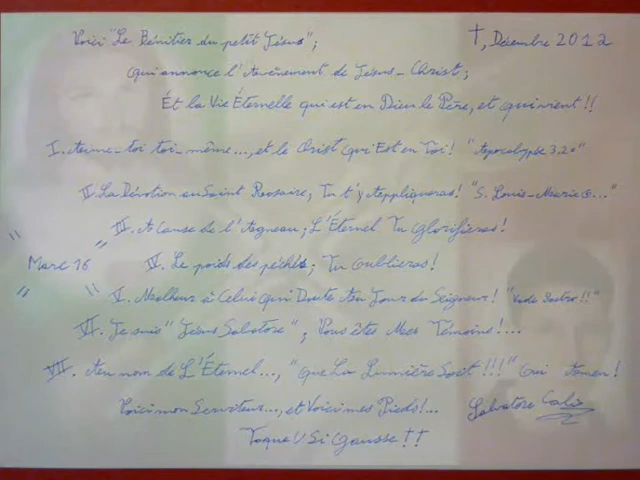 Voici "Le Bénitier du petit Jésus";
✝, Décembre 2012
Qui annonce l'Avènement de Jésus-Christ;
Et la Vie Éternelle qui est en Dieu le Père, et qui vient!!
I. Aime-toi toi-même..., et le Christ qui Est en Toi! "Apocalypse 3.20"
II. La Dévotion au Saint Rosaire, Tu t'y Appliqueras! "S. Louis-Marie ®..."
III. A Cause de l'Agneau; L'Éternel Tu Glorifieras!
"Marc 16"
IV. Le poids des péchés; Tu Oublieras!
V. Malheur à Celui qui Doute Au Jour du Seigneur! "Vade Satro!!"
VI. Je suis "Jésus Salvatore", Vous êtes Mes Témoins!...
VII. Au nom de L'Éternel..., "Que La Lumière Soit!!!" Oui Amen!
Voici mon Serviteur..., et Voici mes Pieds!...
Salvatore